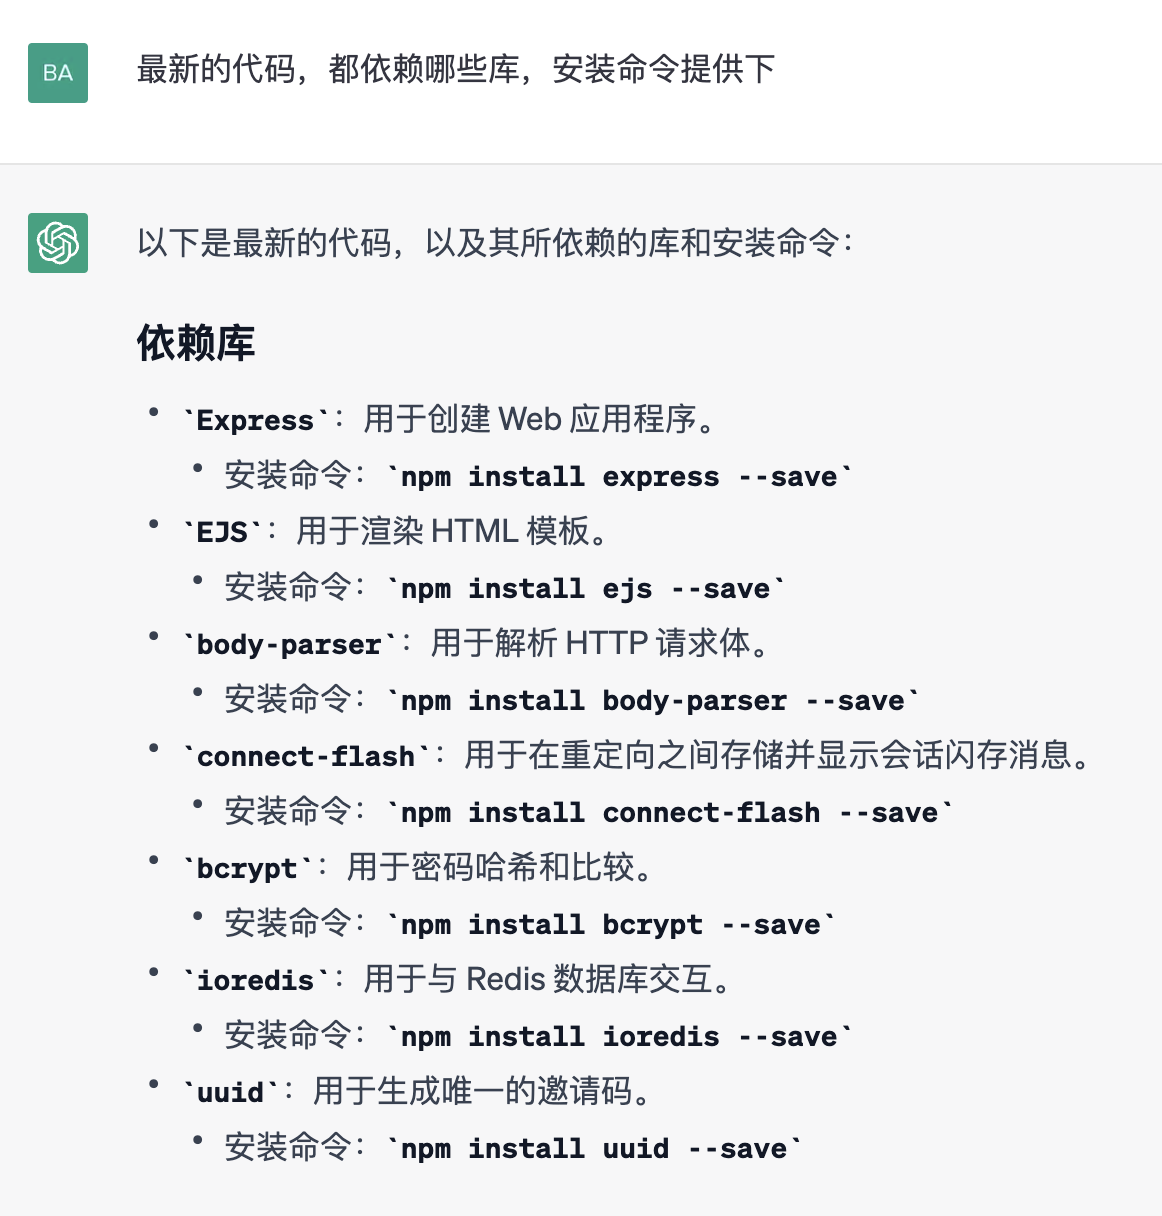 BA
最新的代码，都依赖哪些库，安装命令提供下
以下是最新的代码，以及其所依赖的库和安装命令：
依赖库
• `Express`：用于创建 Web 应用程序。
• 安装命令：`npm install express --save`
• `EJS`：用于渲染 HTML 模板。
• 安装命令：`npm install ejs --save`
• `body-parser`：用于解析 HTTP 请求体。
• 安装命令：`npm install body-parser --save`
• `connect-flash`：用于在重定向之间存储并显示会话闪存消息。
• 安装命令：`npm install connect-flash --save`
• `bcrypt`：用于密码哈希和比较。
• 安装命令：`npm install bcrypt --save`
• `ioredis`：用于与 Redis 数据库交互。
• 安装命令：`npm install ioredis --save`
• `uuid`：用于生成唯一的邀请码。
• 安装命令：`npm install uuid --save`